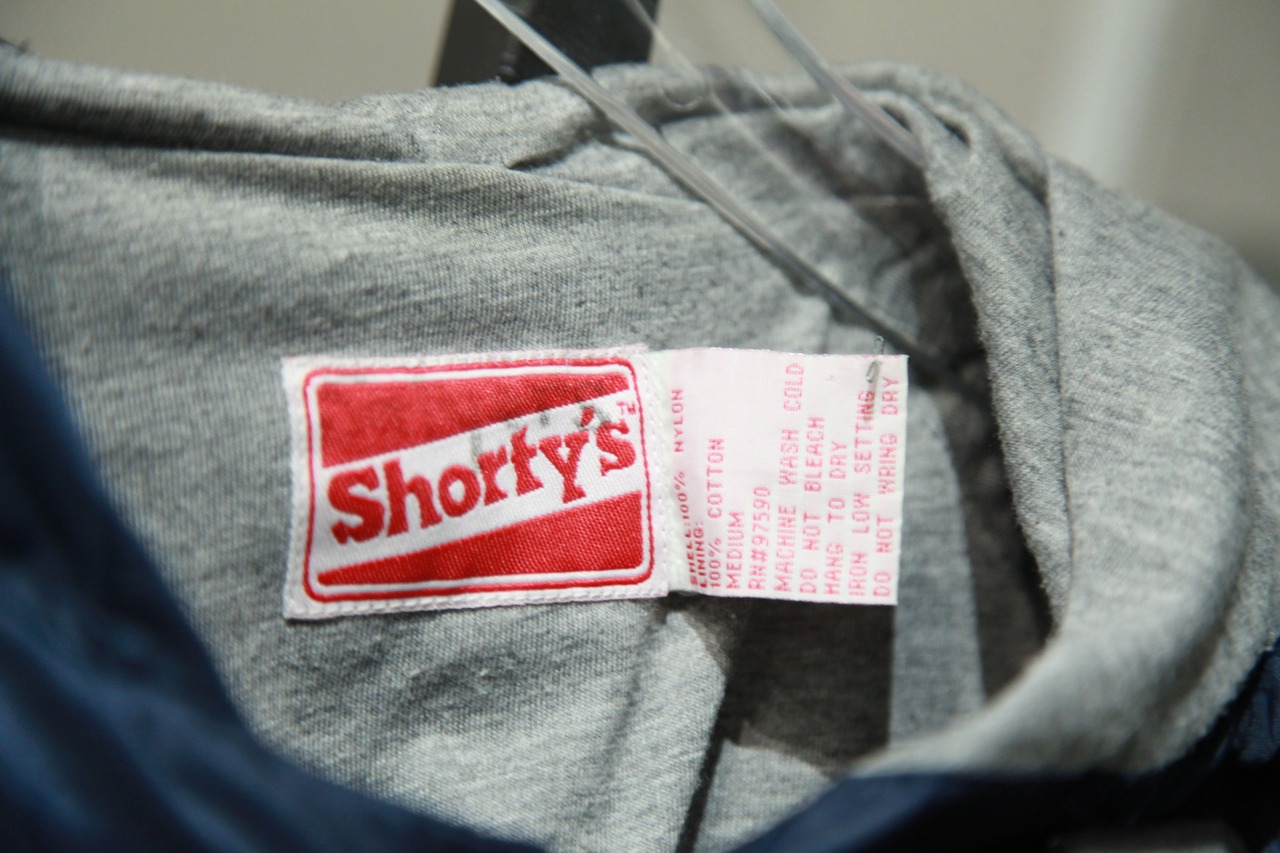 Shorty's
TM
SHELL: 100% NYLON
LINING:
100% COTTON
MEDIUM
RN#97590
MACHINE WASH COLD
DO NOT BLEACH
HANG TO DRY
IRON LOW SETTING
DO NOT WRING DRY